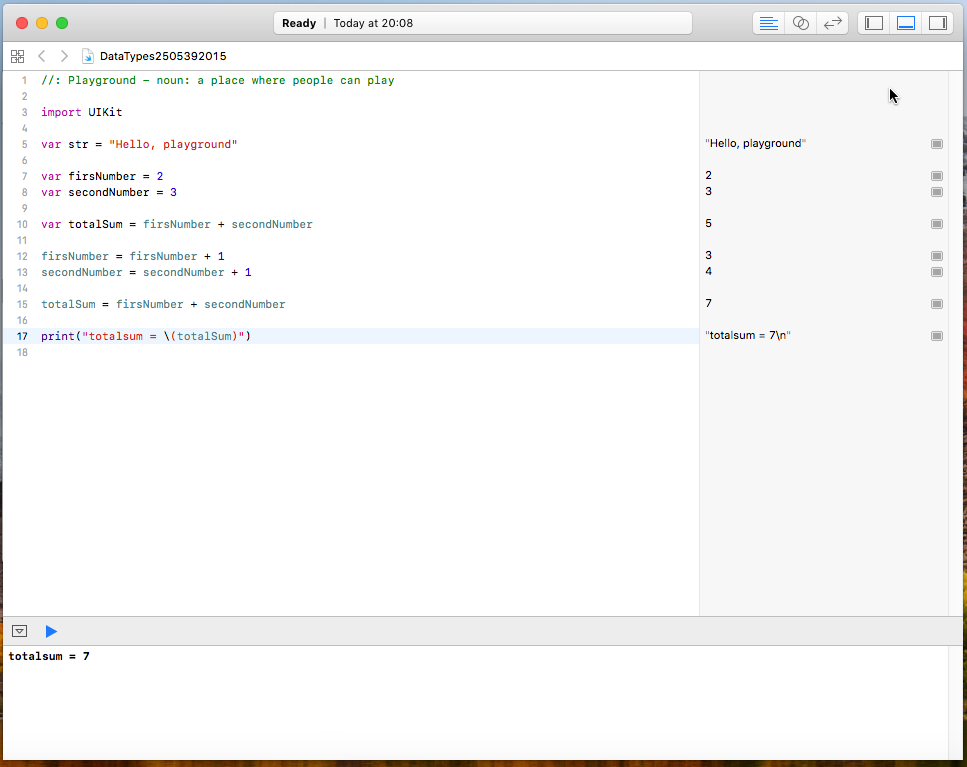 Ready | Today at 20:08
DataTypes2505392015
1 //: Playground - noun: a place where people can play
2
3 import UIKit
4
5 var str = "Hello, playground" "Hello, playground"
6
7 var firsNumber = 2 2
8 var secondNumber = 3 3
9
10 var totalSum = firsNumber + secondNumber 5
11
12 firsNumber = firsNumber + 1 3
13 secondNumber = secondNumber + 1 4
14
15 totalSum = firsNumber + secondNumber 7
16
17 print("totalsum = \(totalSum)") "totalsum = 7\n"
18
totalsum = 7